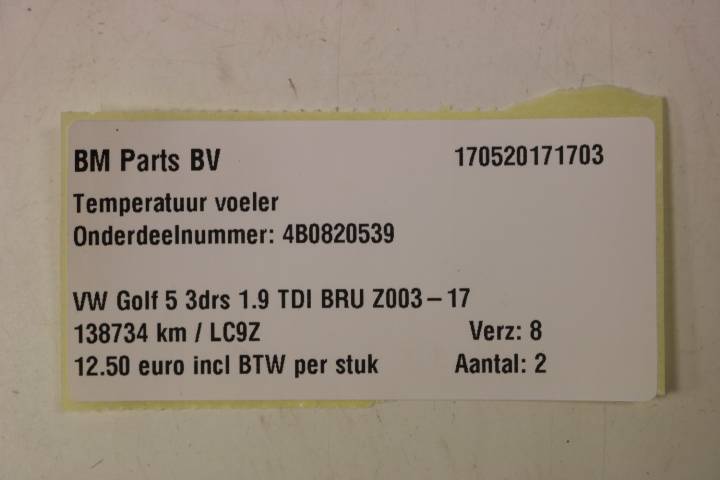 BM Parts BV 170520171703
Temperatuur voeler
Onderdeelnummer: 4B0820539
VW Golf 5 3drs 1.9 TDI BRU Z003-17
138734 km / LC9Z Verz: 8
12.50 euro incl BTW per stuk Aantal: 2